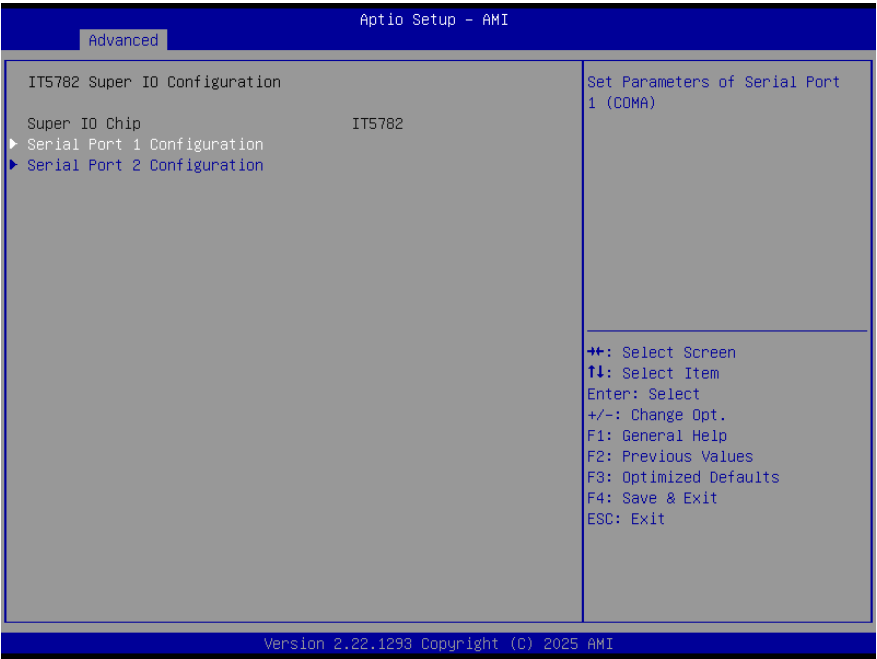 Aptio Setup – AMI
Advanced
IT5782 Super IO Configuration
Super IO Chip IT5782
Serial Port 1 Configuration
Serial Port 2 Configuration
Set Parameters of Serial Port
1 (COMA)
→←: Select Screen
↑↓: Select Item
Enter: Select
+/-: Change Opt.
F1: General Help
F2: Previous Values
F3: Optimized Defaults
F4: Save & Exit
ESC: Exit
Version 2.22.1293 Copyright (C) 2025 AMI